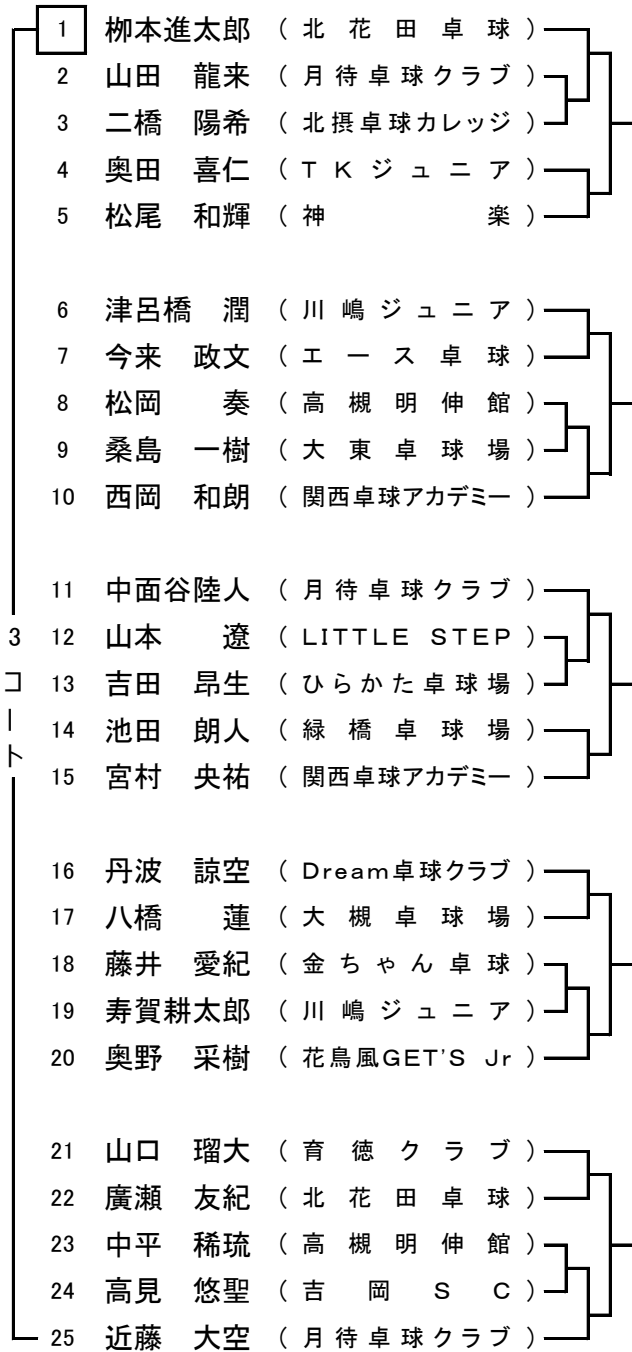 1 栁本進太郎 （ 北花田卓球 ）
2 山田 龍来 （ 月待卓球クラブ ）
3 二橋 陽希 （ 北摂卓球カレッジ ）
4 奥田 喜仁 （ ＴＫジュニア ）
5 松尾 和輝 （ 神楽 ）
6 津呂橋 潤 （ 川嶋ジュニア ）
7 今来 政文 （ エース卓球 ）
8 松岡 奏 （ 高槻明伸館 ）
9 桑島 一樹 （ 大東卓球場 ）
10 西岡 和朗 （ 関西卓球アカデミー ）
11 中面谷陸人 （ 月待卓球クラブ ）
3コート
12 山本 遼 （ LITTLE STEP ）
13 吉田 昂生 （ ひらかた卓球場 ）
14 池田 朗人 （ 緑橋卓球場 ）
15 宮村 央祐 （ 関西卓球アカデミー ）
16 丹波 諒空 （ Dream卓球クラブ ）
17 八橋 蓮 （ 大槻卓球場 ）
18 藤井 愛紀 （ 金ちゃん卓球 ）
19 寿賀耕太郎 （ 川嶋ジュニア ）
20 奥野 采樹 （ 花鳥風GET'S Jr ）
21 山口 瑠大 （ 育徳クラブ ）
22 廣瀬 友紀 （ 北花田卓球 ）
23 中平 稀琉 （ 高槻明伸館 ）
24 高見 悠聖 （ 吉岡ＳＣ ）
25 近藤 大空 （ 月待卓球クラブ ）